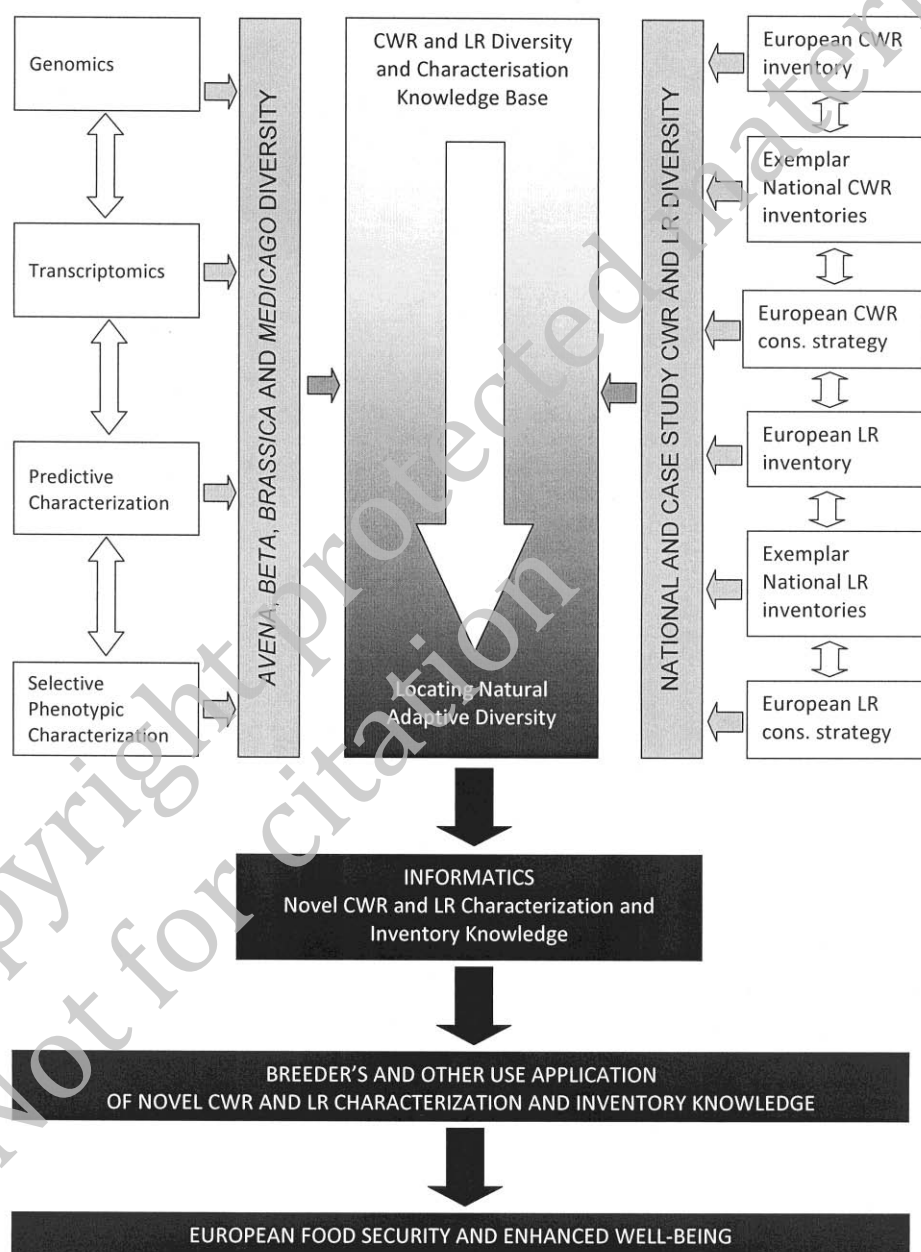 Genomics
Transcriptomics
Predictive
Characterization
Selective
Phenotypic
Characterization
AVENA, BETA, BRASSICA AND MEDICAGO DIVERSITY
CWR and LR Diversity
and Characterisation
Knowledge Base
Locating Natural
Adaptive Diversity
NATIONAL AND CASE STUDY CWR AND LR DIVERSITY
European CWR
inventory
Exemplar
National CWR
inventories
European CWR
cons. strategy
European LR
inventory
Exemplar
National LR
inventories
European LR
cons. strategy
INFORMATICS
Novel CWR and LR Characterization and
Inventory Knowledge
BREEDER'S AND OTHER USE APPLICATION
OF NOVEL CWR AND LR CHARACTERIZATION AND INVENTORY KNOWLEDGE
EUROPEAN FOOD SECURITY AND ENHANCED WELL-BEING
opyright protected materi
Not for citation